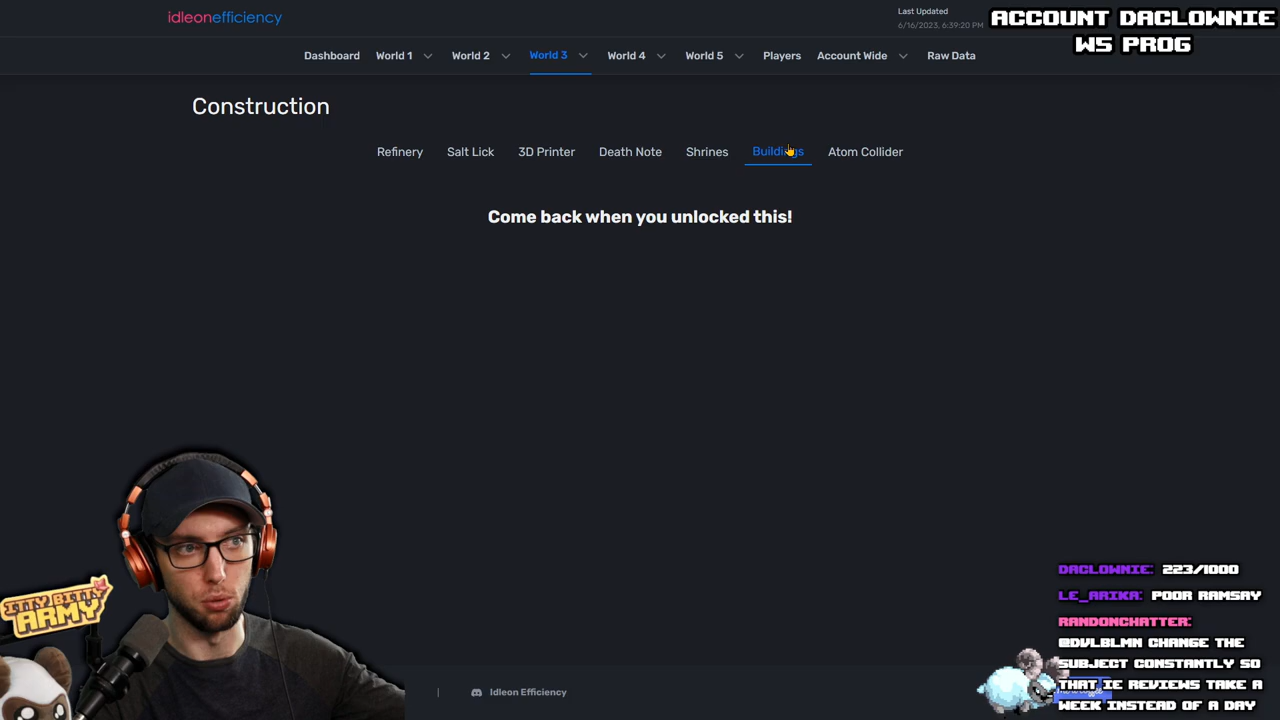 idleonefficiency
Last Updated
6/16/2023, 6:39:20 PM
ACCOUNT DACLOWNIE
W5 PROG
Dashboard World 1 World 2 World 3 World 4 World 5 Players Account Wide Raw Data
Construction
Refinery Salt Lick 3D Printer Death Note Shrines Buildings Atom Collider
Come back when you unlocked this!
ITTY BITTY
ARMY
Idleon Efficiency
DACLOWNIE: 223/1000
LE_ARIKA: POOR RAMSAY
RANDONCHATTER:
@DVLBLMN CHANGE THE
SUBJECT CONSTANTLY SO
THAT IE REVIEWS TAKE A
WEEK INSTEAD OF A DAY